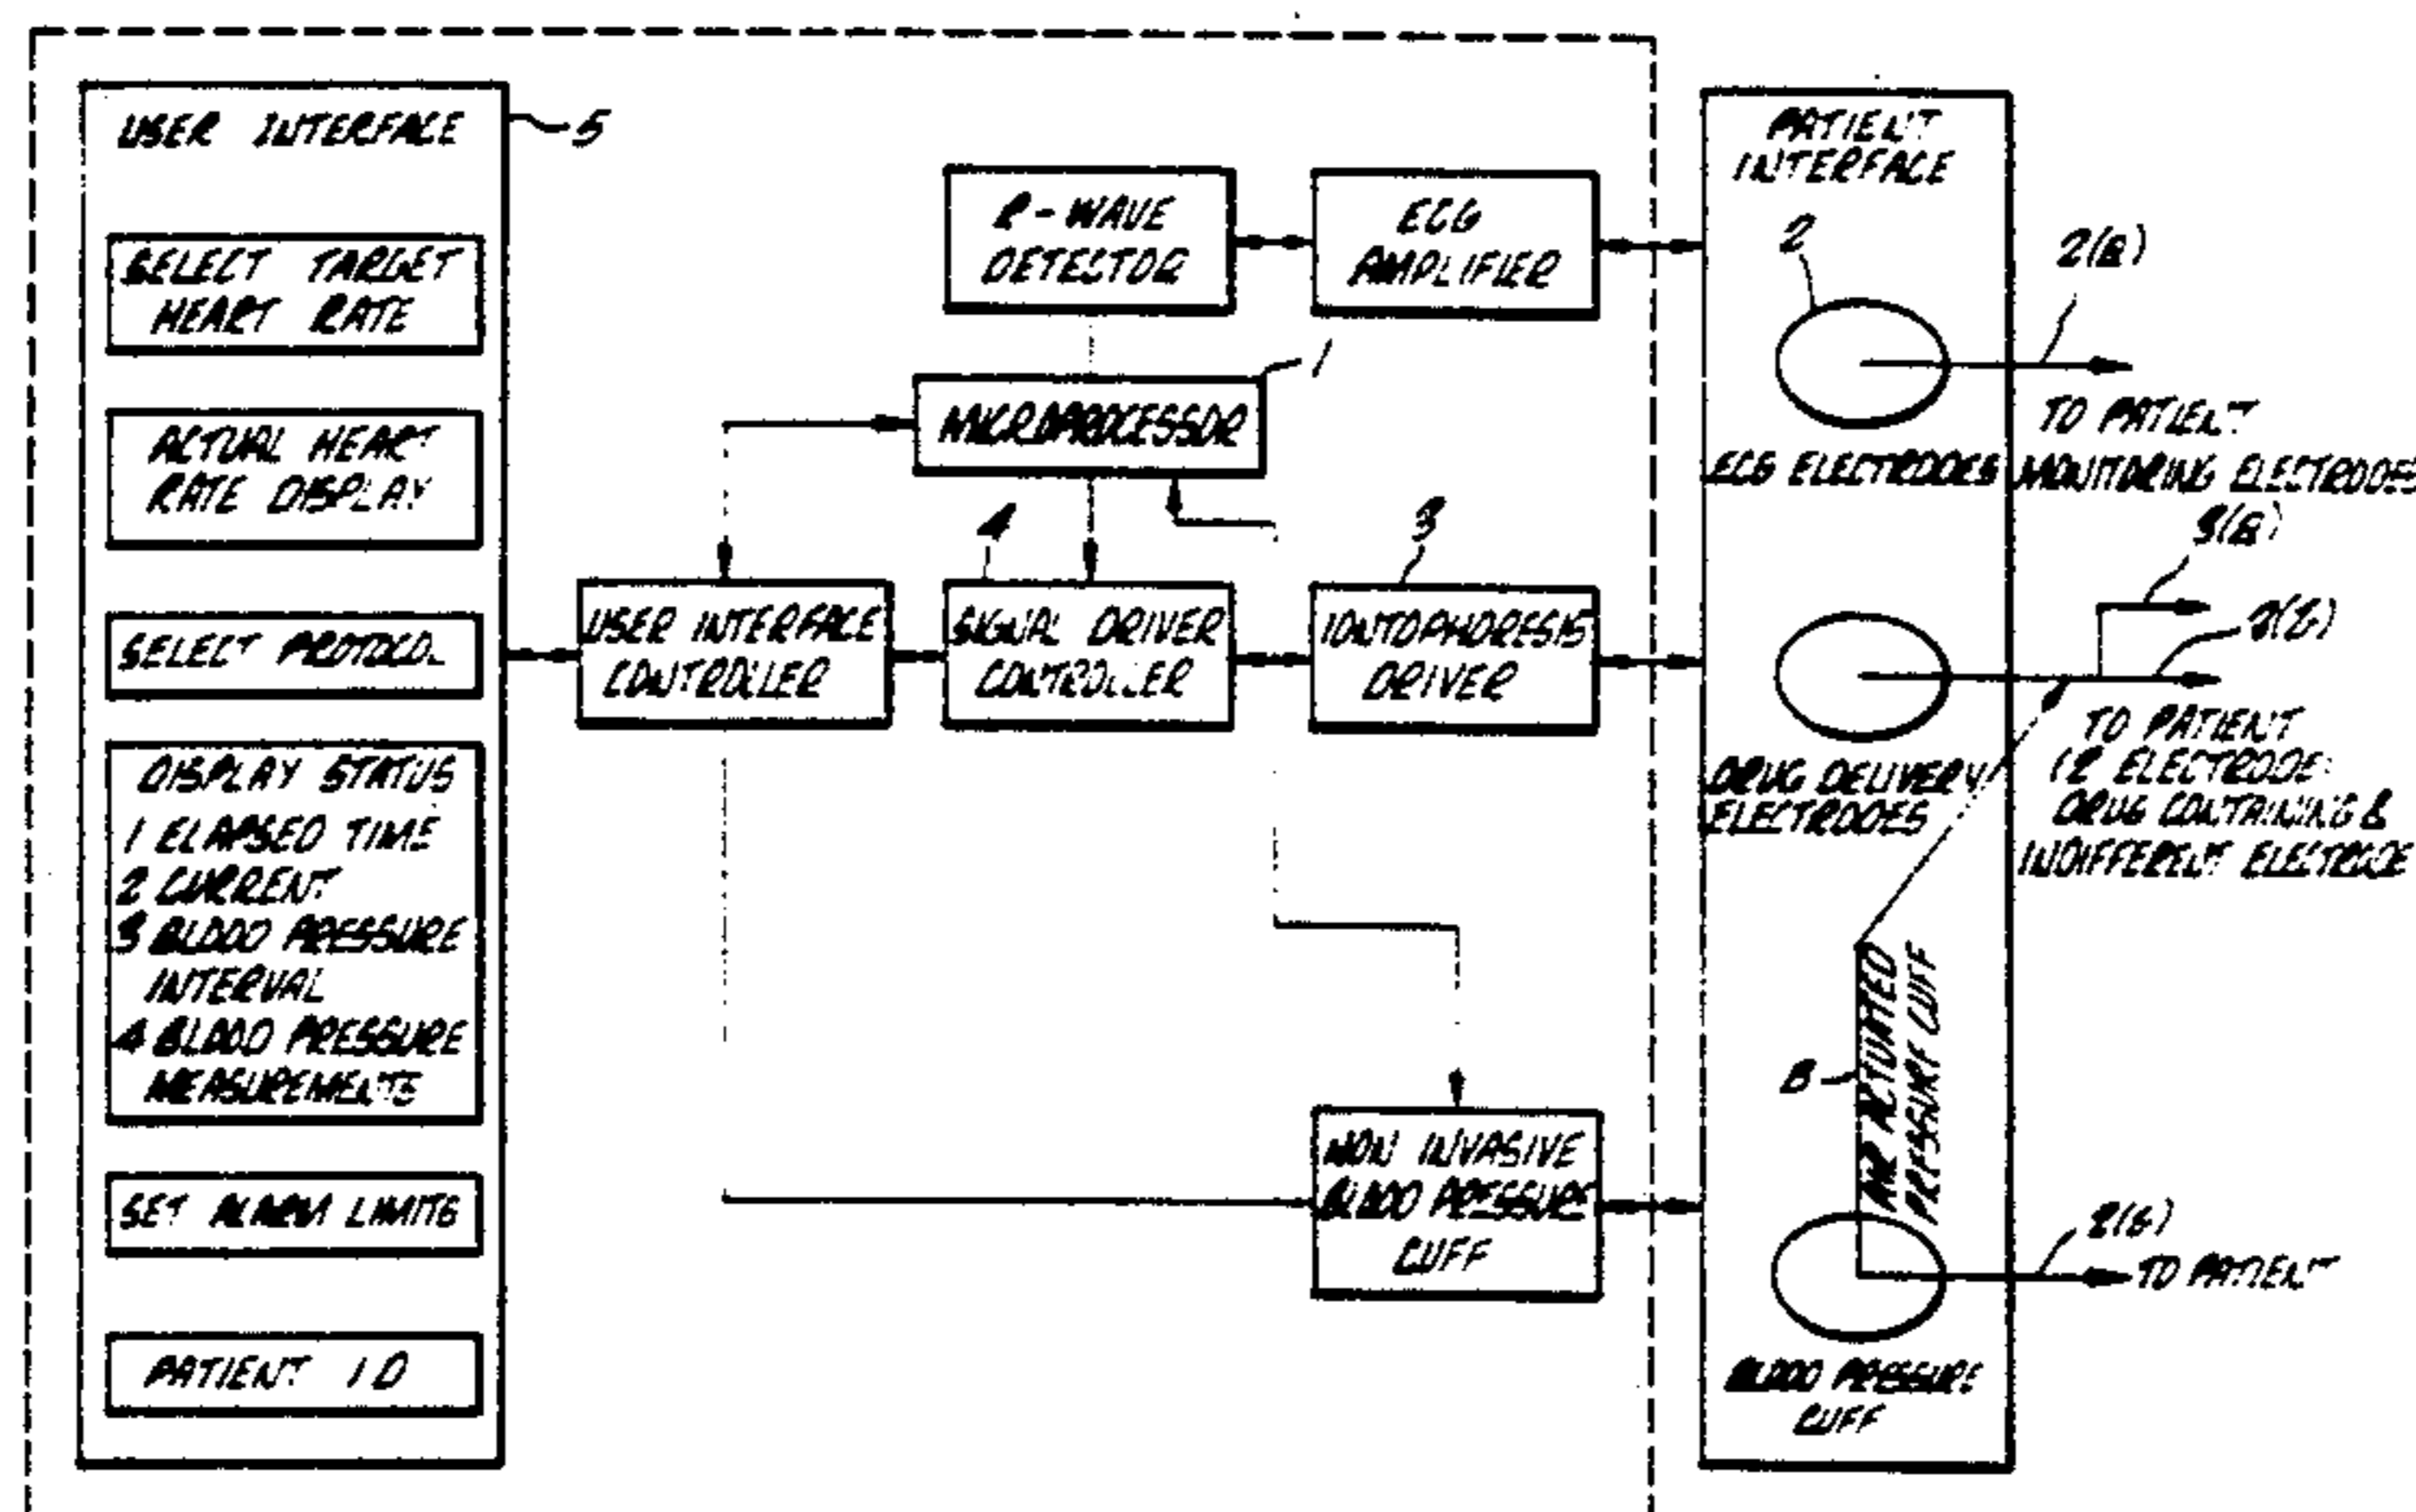 USER INTERFACE
5
SELECT TARGET
HEART RATE
ACTUAL HEART
RATE DISPLAY
SELECT PROTOCOL
DISPLAY STATUS
1 ELAPSED TIME
2 CURRENT
3 BLOOD PRESSURE
INTERVAL
4 BLOOD PRESSURE
MEASUREMENTS
SET ALARM LIMITS
PATIENT ID
R-WAVE
DETECTOR
ECG
AMPLIFIER
1
MICROPROCESSOR
USER INTERFACE
CONTROLLER
4
SIGNAL DRIVER
CONTROLLER
3
IONTOPHORESIS
DRIVER
NON INVASIVE
BLOOD PRESSURE
CUFF
PATIENT
INTERFACE
2
ECG ELECTRODES
DRUG DELIVERY
ELECTRODES
AIR ACTUATED
PRESSURE CUFF
BLOOD PRESSURE
CUFF
TO PATIENT
MONITORING ELECTRODES
TO PATIENT
ELECTRODE
DRUG CONTAINING &
INDIFFERENT ELECTRODE
TO PATIENT